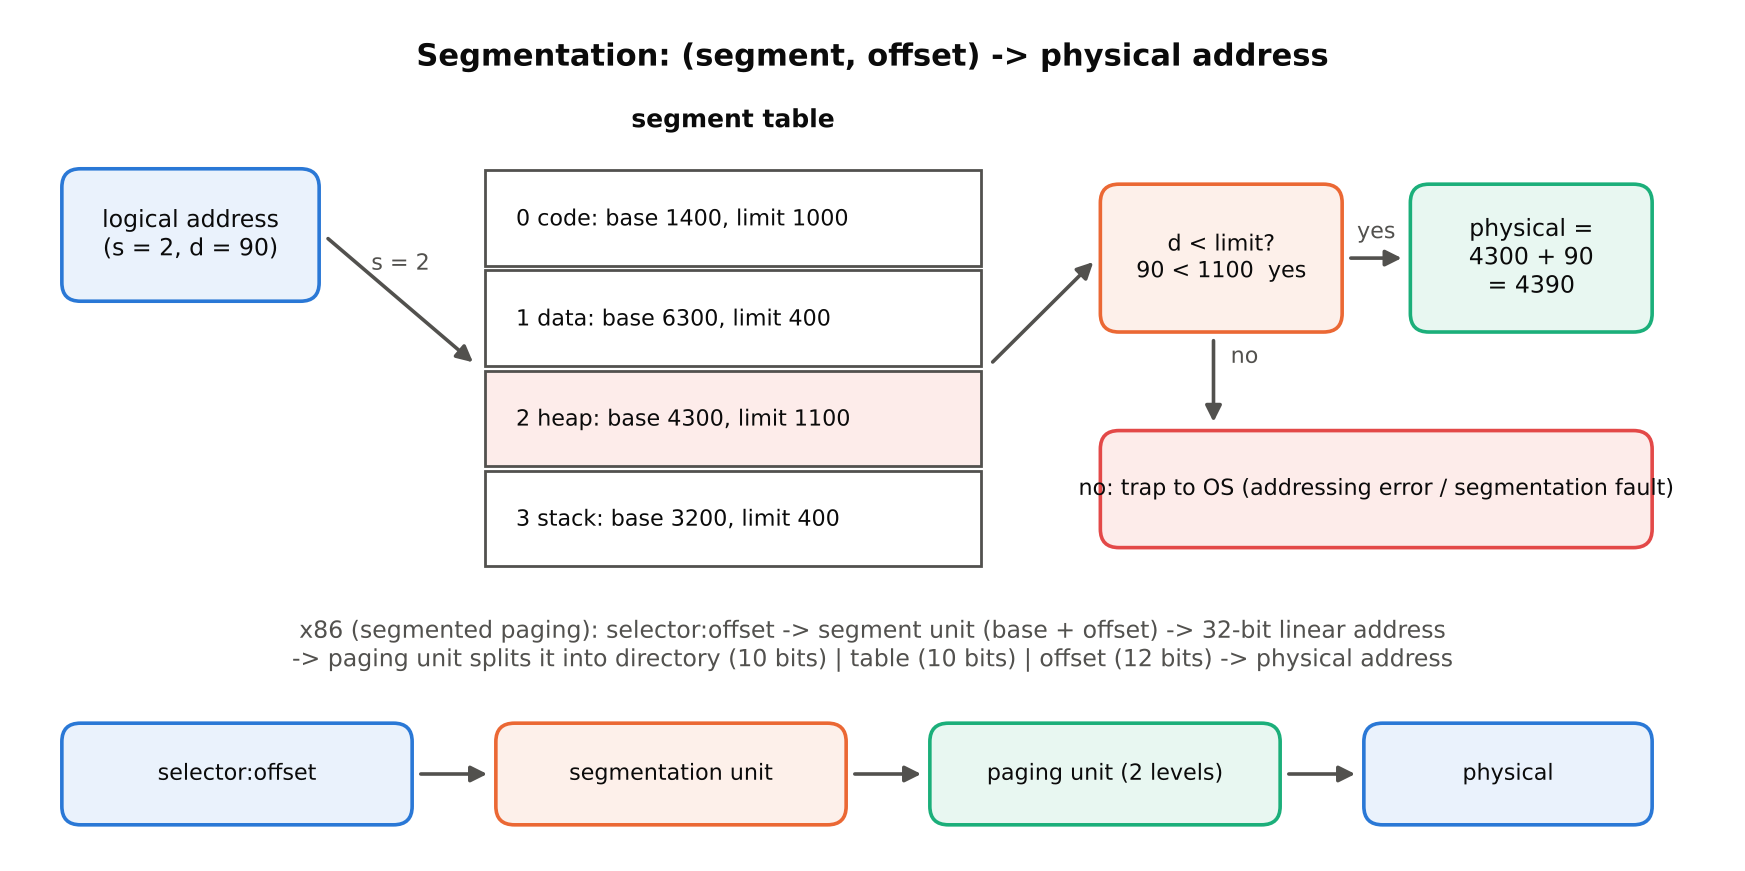 Segmentation: (segment, offset) -> physical address
segment table
logical address
(s = 2, d = 90)
s = 2
0 code: base 1400, limit 1000
1 data: base 6300, limit 400
2 heap: base 4300, limit 1100
3 stack: base 3200, limit 400
d < limit?
90 < 1100  yes
yes
physical =
4300 + 90
= 4390
no
no: trap to OS (addressing error / segmentation fault)
x86 (segmented paging): selector:offset -> segment unit (base + offset) -> 32-bit linear address
-> paging unit splits it into directory (10 bits) | table (10 bits) | offset (12 bits) -> physical address
selector:offset
segmentation unit
paging unit (2 levels)
physical